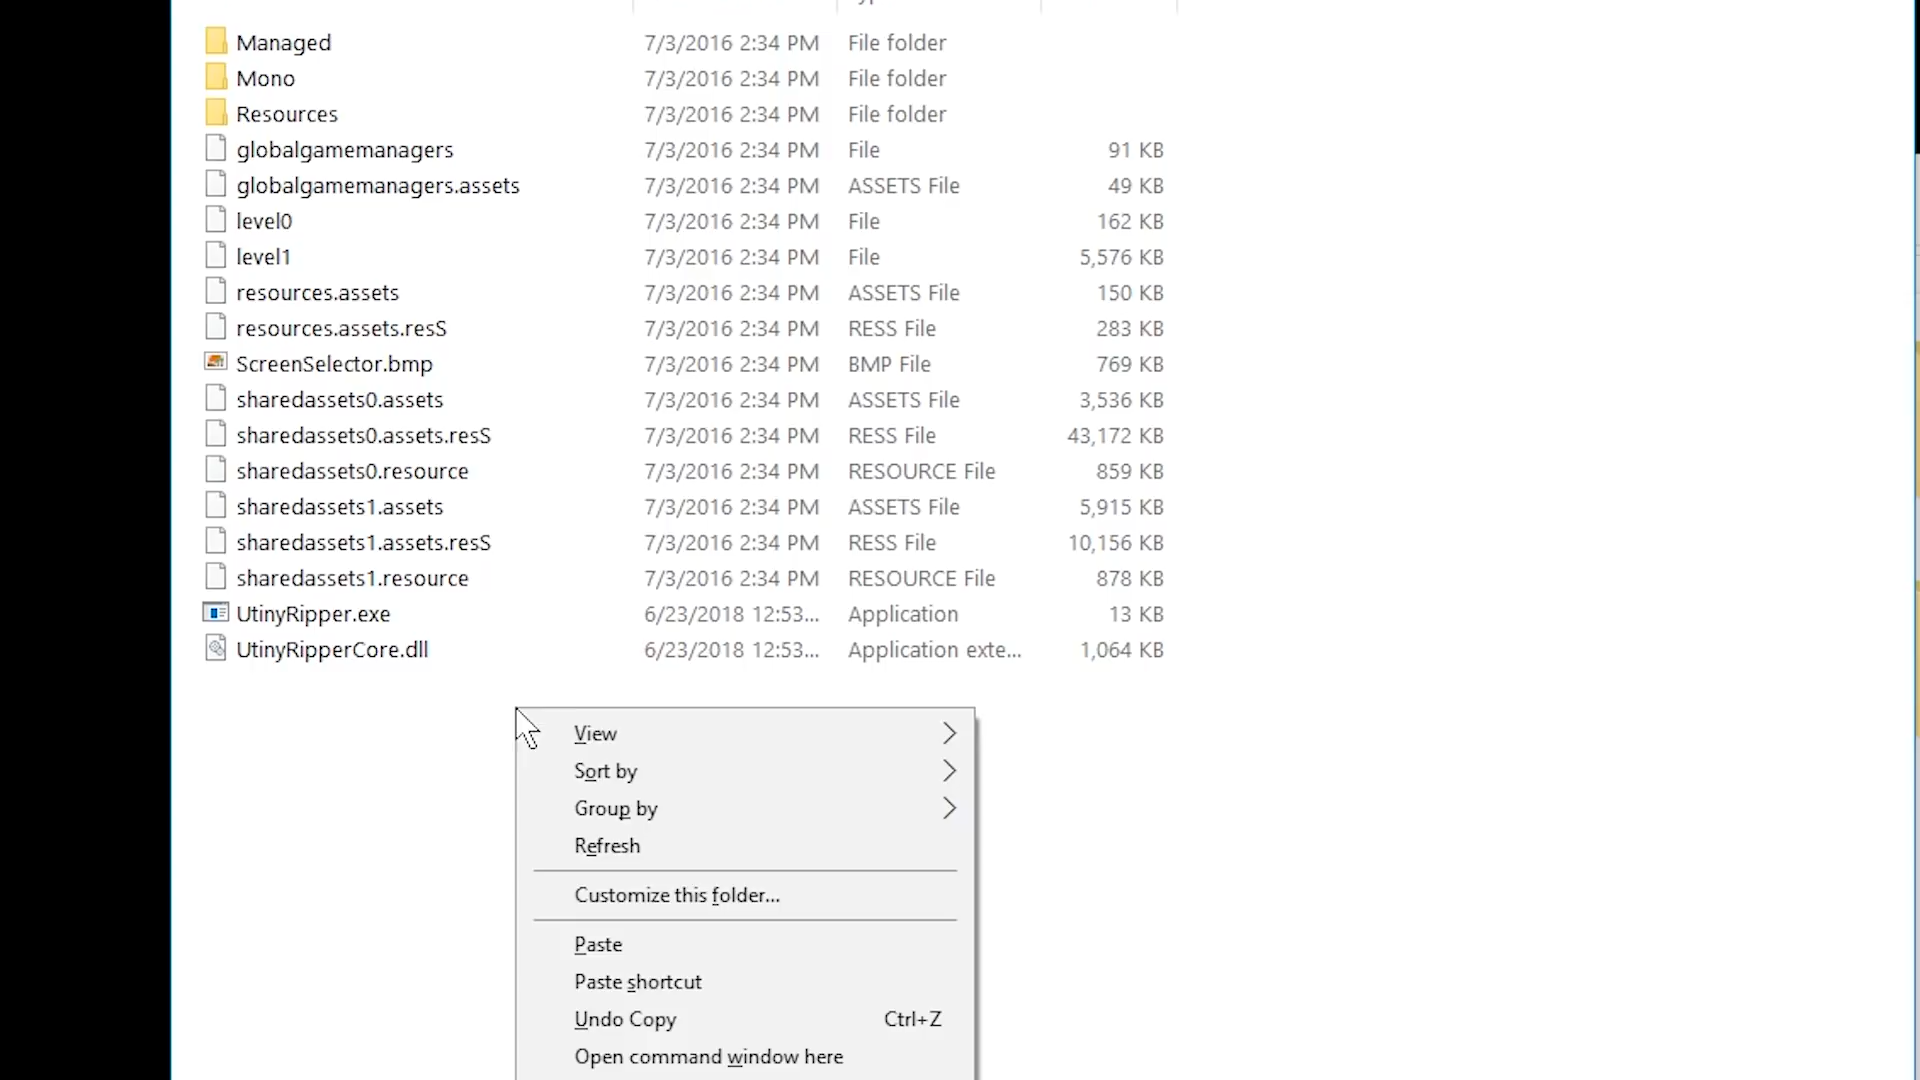 Managed 7/3/2016 2:34 PM File folder
Mono 7/3/2016 2:34 PM File folder
Resources 7/3/2016 2:34 PM File folder
globalgamemanagers 7/3/2016 2:34 PM File 91 KB
globalgamemanagers.assets 7/3/2016 2:34 PM ASSETS File 49 KB
level0 7/3/2016 2:34 PM File 162 KB
level1 7/3/2016 2:34 PM File 5,576 KB
resources.assets 7/3/2016 2:34 PM ASSETS File 150 KB
resources.assets.resS 7/3/2016 2:34 PM RESS File 283 KB
ScreenSelector.bmp 7/3/2016 2:34 PM BMP File 769 KB
sharedassets0.assets 7/3/2016 2:34 PM ASSETS File 3,536 KB
sharedassets0.assets.resS 7/3/2016 2:34 PM RESS File 43,172 KB
sharedassets0.resource 7/3/2016 2:34 PM RESOURCE File 859 KB
sharedassets1.assets 7/3/2016 2:34 PM ASSETS File 5,915 KB
sharedassets1.assets.resS 7/3/2016 2:34 PM RESS File 10,156 KB
sharedassets1.resource 7/3/2016 2:34 PM RESOURCE File 878 KB
UtinyRipper.exe 6/23/2018 12:53... Application 13 KB
UtinyRipperCore.dll 6/23/2018 12:53... Application exte... 1,064 KB
View
Sort by
Group by
Refresh
Customize this folder...
Paste
Paste shortcut
Undo Copy Ctrl+Z
Open command window here